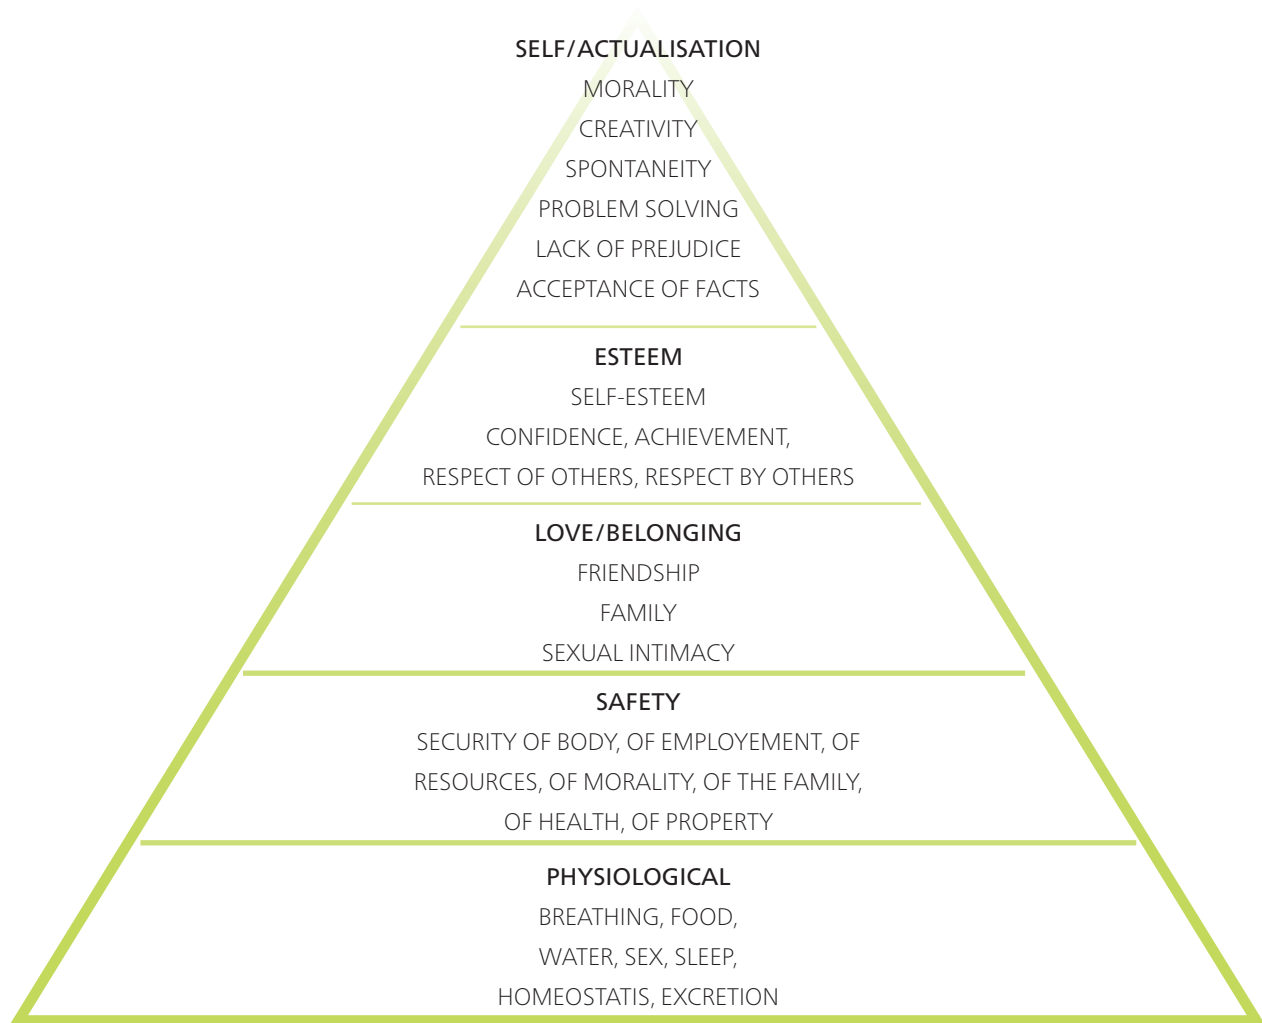 SELF/ACTUALISATION
MORALITY
CREATIVITY
SPONTANEITY
PROBLEM SOLVING
LACK OF PREJUDICE
ACCEPTANCE OF FACTS
ESTEEM
SELF-ESTEEM
CONFIDENCE, ACHIEVEMENT,
RESPECT OF OTHERS, RESPECT BY OTHERS
LOVE/BELONGING
FRIENDSHIP
FAMILY
SEXUAL INTIMACY
SAFETY
SECURITY OF BODY, OF EMPLOYEMENT, OF
RESOURCES, OF MORALITY, OF THE FAMILY,
OF HEALTH, OF PROPERTY
PHYSIOLOGICAL
BREATHING, FOOD,
WATER, SEX, SLEEP,
HOMEOSTATIS, EXCRETION